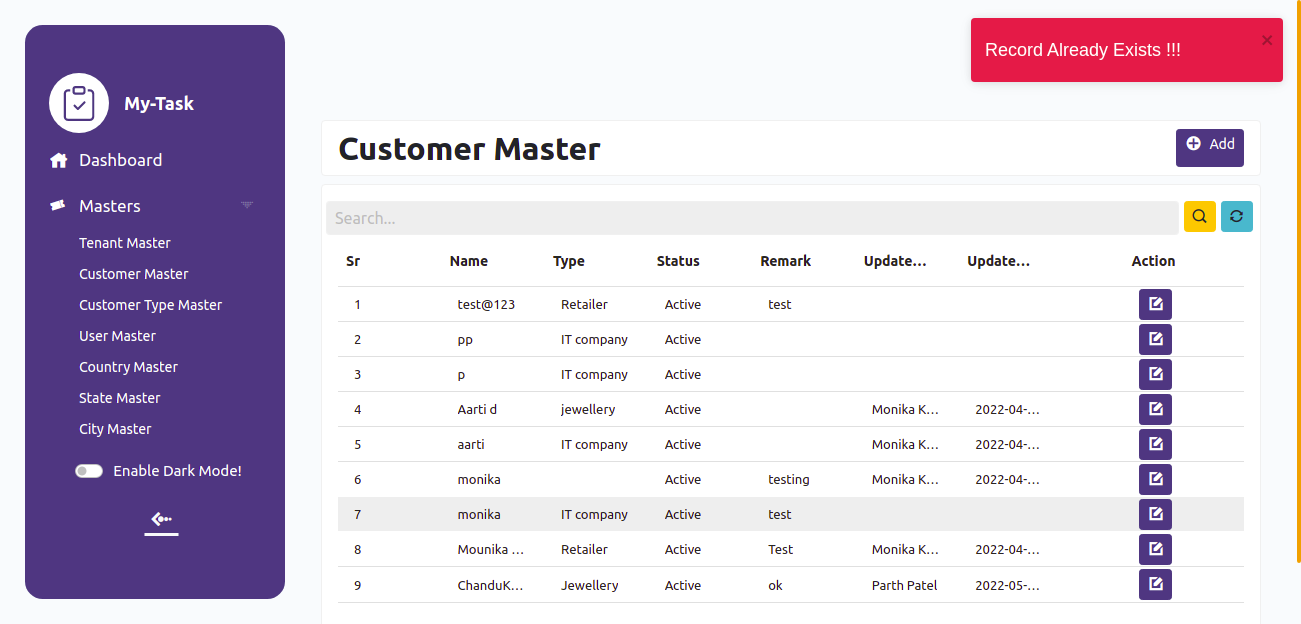 Record Already Exists !!!
×
My-Task
Dashboard
Masters
Tenant Master
Customer Master
Customer Type Master
User Master
Country Master
State Master
City Master
Enable Dark Mode!
Customer Master
Add
Search...
Sr Name Type Status Remark Update... Update... Action
1 test@123 Retailer Active test
2 pp IT company Active
3 p IT company Active
4 Aarti d jewellery Active Monika K... 2022-04-...
5 aarti IT company Active Monika K... 2022-04-...
6 monika Active testing Monika K... 2022-04-...
7 monika IT company Active test
8 Mounika ... Retailer Active Test Monika K... 2022-04-...
9 ChanduK... Jewellery Active ok Parth Patel 2022-05-...